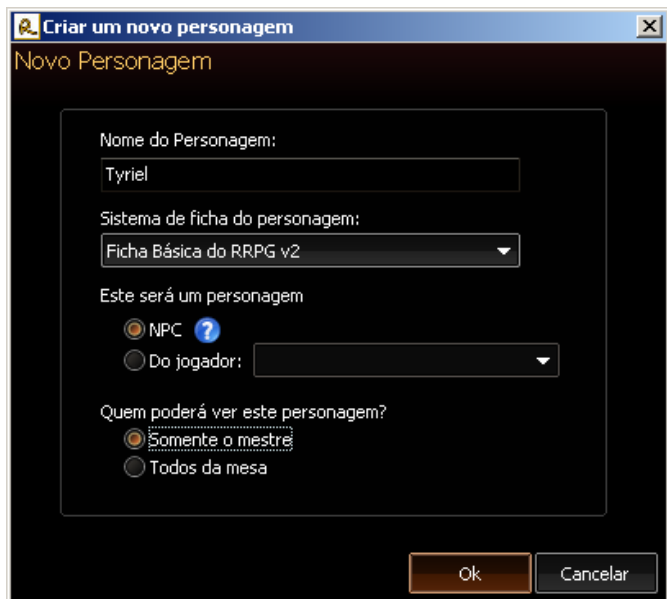 Criar um novo personagem
Novo Personagem
Nome do Personagem:
Tyriel
Sistema de ficha do personagem:
Ficha Básica do RRPG v2
Este será um personagem
NPC ?
Do jogador:
Quem poderá ver este personagem?
Somente o mestre
Todos da mesa
Ok Cancelar